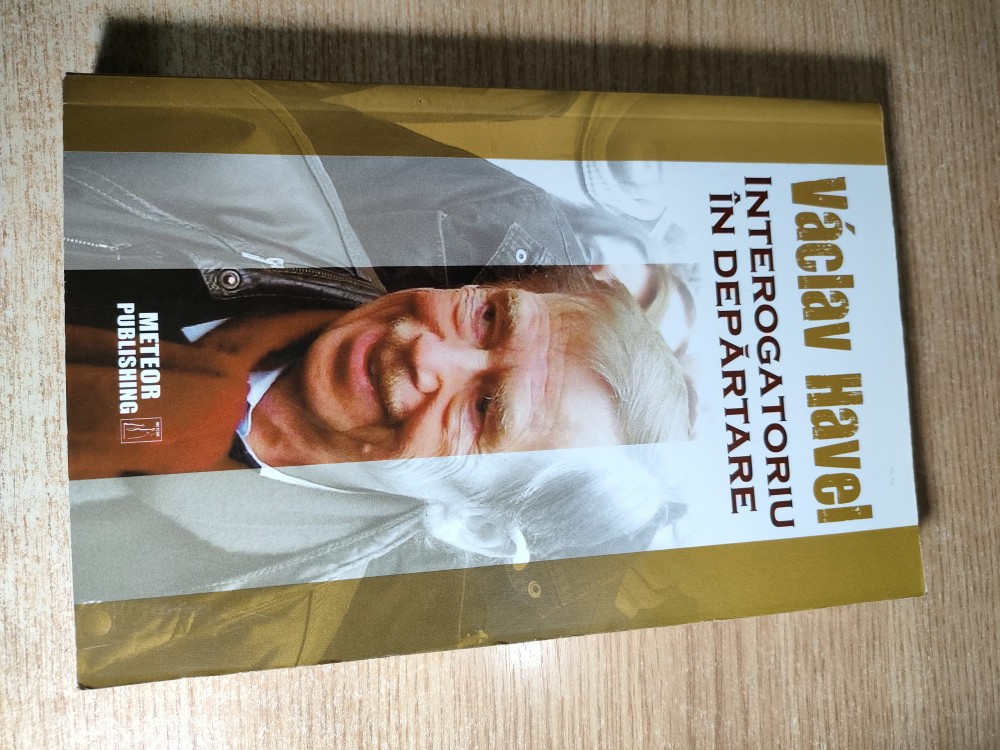 Václav Havel
INTEROGATORIU
ÎN DEPĂRTARE
METEOR
PUBLISHING